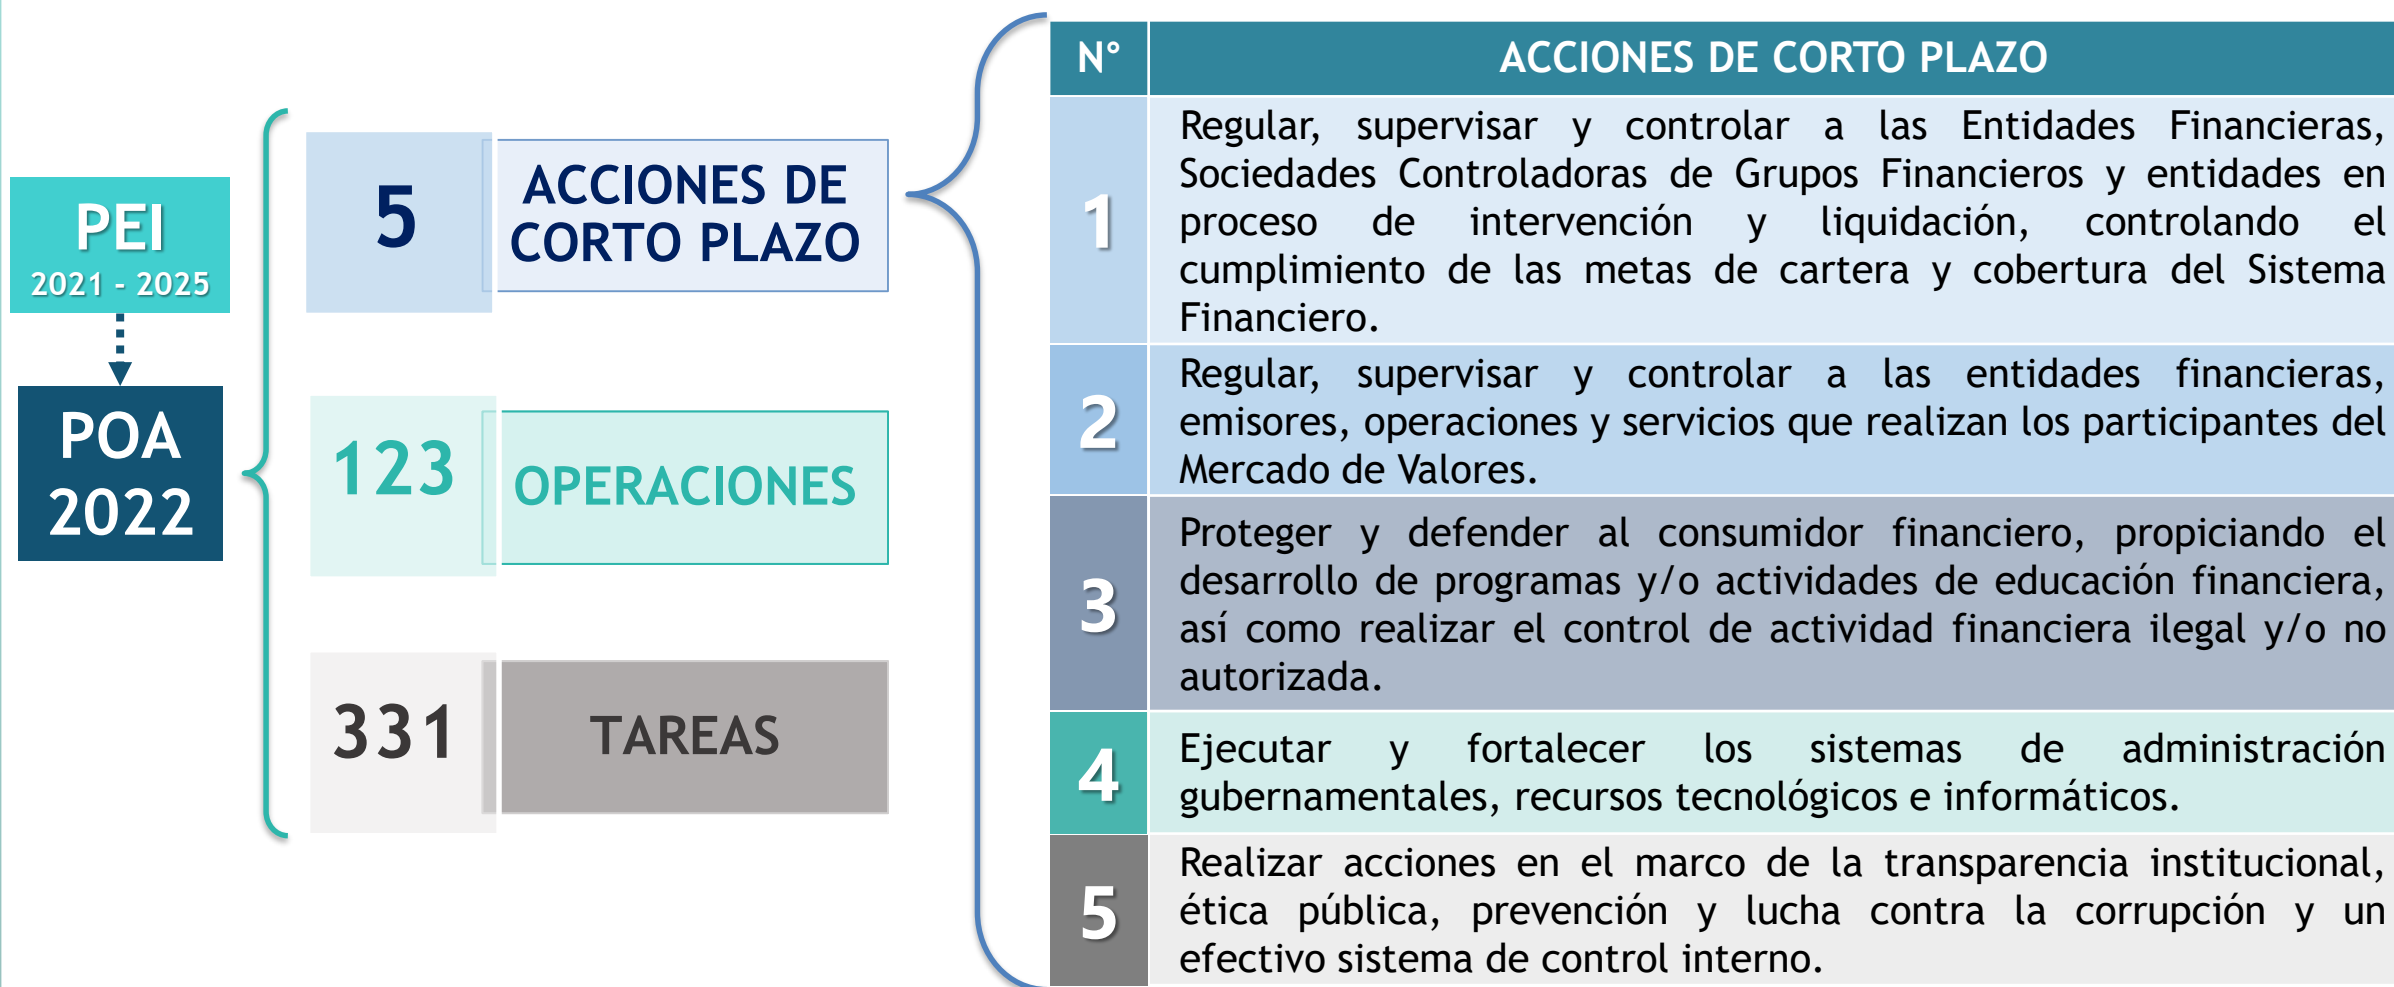 PEI
2021 - 2025
POA
2022
5
ACCIONES DE
CORTO PLAZO
123
OPERACIONES
331
TAREAS
N° ACCIONES DE CORTO PLAZO
1
Regular, supervisar y controlar a las Entidades Financieras,
Sociedades Controladoras de Grupos Financieros y entidades en
proceso de intervención y liquidación, controlando el
cumplimiento de las metas de cartera y cobertura del Sistema
Financiero.
2
Regular, supervisar y controlar a las entidades financieras,
emisores, operaciones y servicios que realizan los participantes del
Mercado de Valores.
3
Proteger y defender al consumidor financiero, propiciando el
desarrollo de programas y/o actividades de educación financiera,
así como realizar el control de actividad financiera ilegal y/o no
autorizada.
4
Ejecutar y fortalecer los sistemas de administración
gubernamentales, recursos tecnológicos e informáticos.
5
Realizar acciones en el marco de la transparencia institucional,
ética pública, prevención y lucha contra la corrupción y un
efectivo sistema de control interno.